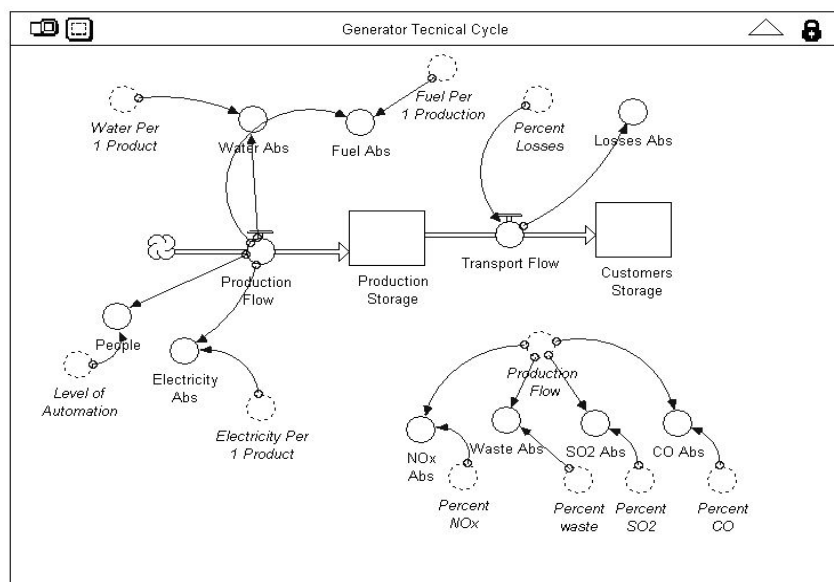 Generator Tecnical Cycle
Water Per
1 Product
Water Abs
Fuel Abs
Fuel Per
1 Production
Percent
Losses
Losses Abs
Production
Flow
Production
Storage
Transport Flow
Customers
Storage
People
Level of
Automation
Electricity
Abs
Electricity Per
1 Product
Production
Flow
NOx
Abs
Waste Abs
SO2 Abs
CO Abs
Percent
NOx
Percent
waste
Percent
SO2
Percent
CO